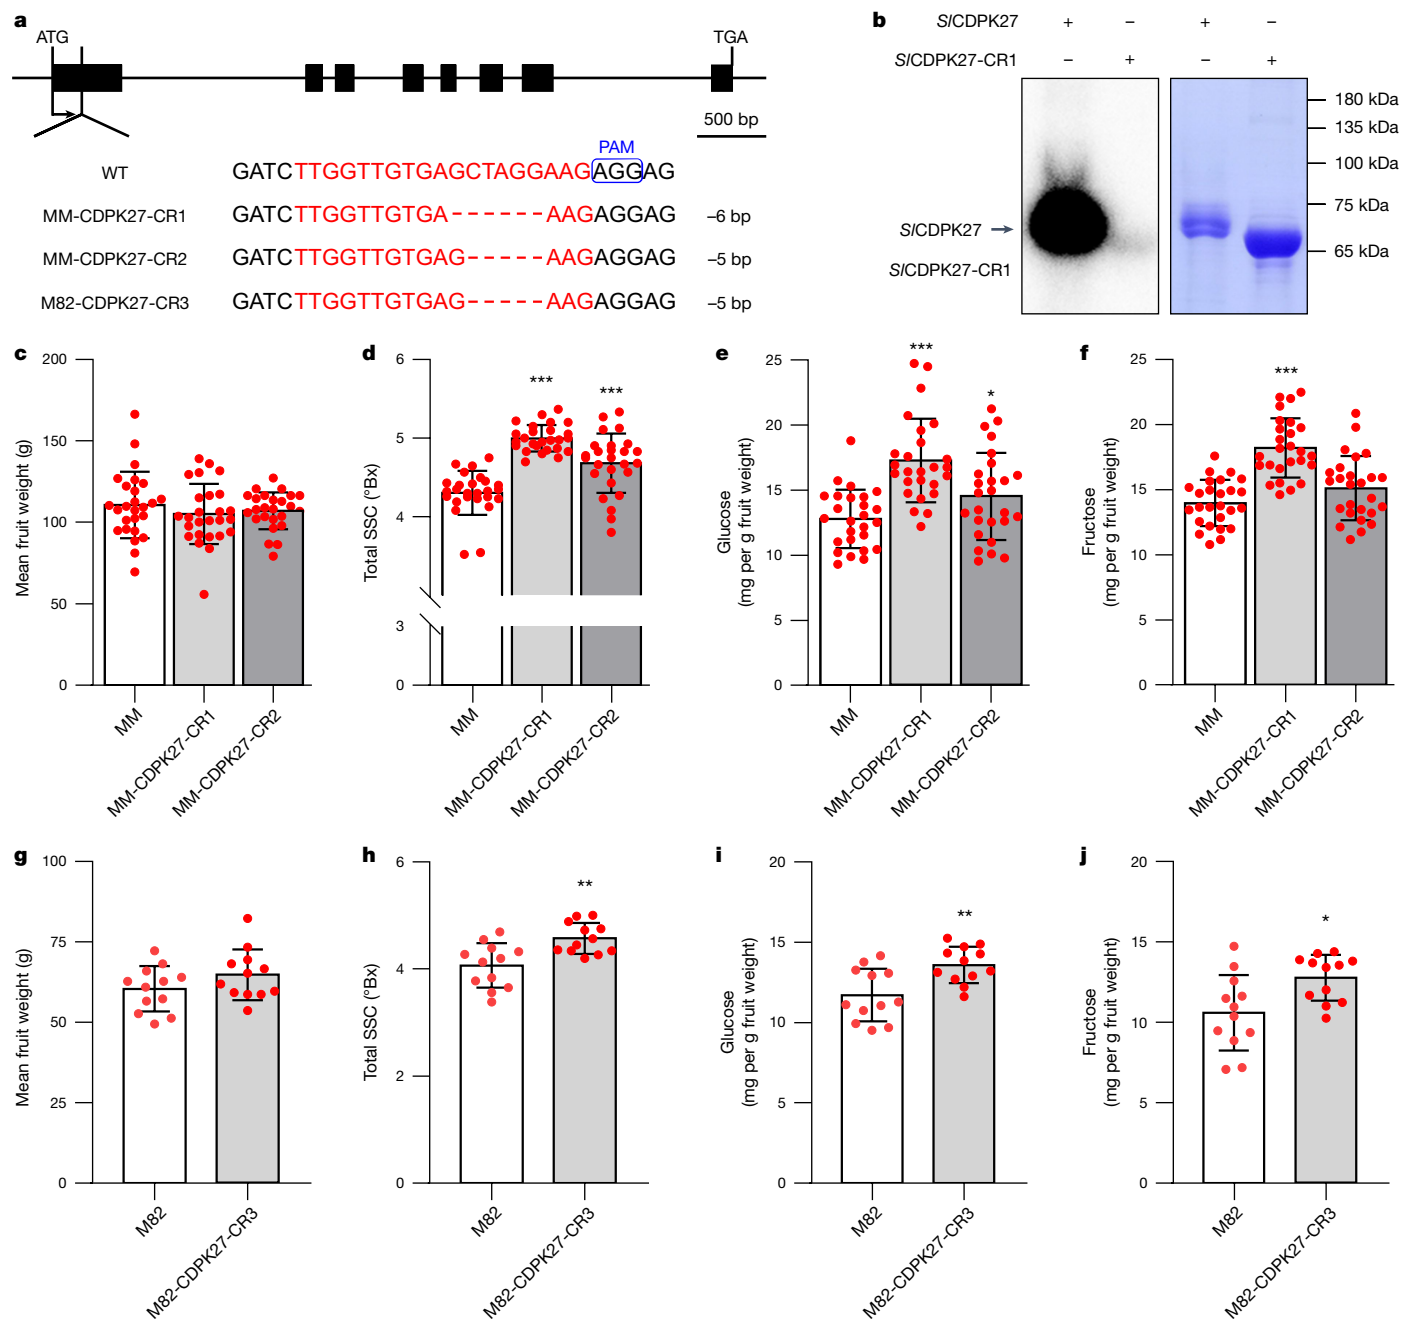 a
ATG
TGA
500 bp
PAM
WT GATCTTGGTTGTGAGCTAGGAAGAGGAG
MM-CDPK27-CR1 GATCTTGGTTGTGA------AAGAGGAG –6 bp
MM-CDPK27-CR2 GATCTTGGTTGTGAG-----AAGAGGAG –5 bp
M82-CDPK27-CR3 GATCTTGGTTGTGAG-----AAGAGGAG –5 bp
b
SlCDPK27 + – + –
SlCDPK27-CR1 – + – +
180 kDa
135 kDa
100 kDa
75 kDa
65 kDa
SlCDPK27
SlCDPK27-CR1
c
Mean fruit weight (g)
200
150
100
50
0
MM
MM-CDPK27-CR1
MM-CDPK27-CR2
d
Total SSC (°Bx)
6
5
4
3
0
***
***
MM
MM-CDPK27-CR1
MM-CDPK27-CR2
e
Glucose
(mg per g fruit weight)
25
20
15
10
5
0
***
*
MM
MM-CDPK27-CR1
MM-CDPK27-CR2
f
Fructose
(mg per g fruit weight)
25
20
15
10
5
0
***
MM
MM-CDPK27-CR1
MM-CDPK27-CR2
g
Mean fruit weight (g)
100
75
50
25
0
M82
M82-CDPK27-CR3
h
Total SSC (°Bx)
6
4
2
0
**
M82
M82-CDPK27-CR3
i
Glucose
(mg per g fruit weight)
20
15
10
5
0
**
M82
M82-CDPK27-CR3
j
Fructose
(mg per g fruit weight)
20
15
10
5
0
*
M82
M82-CDPK27-CR3